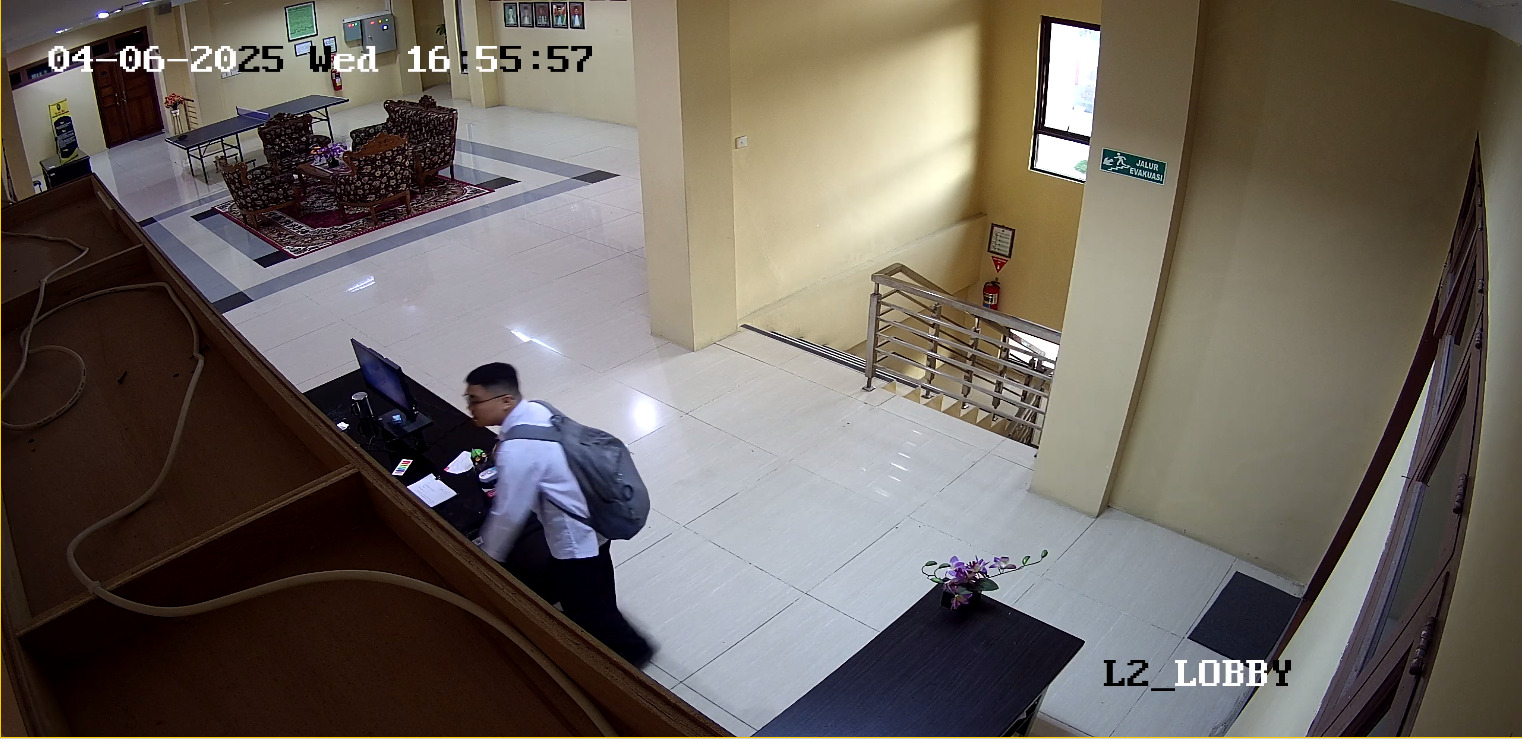 04-06-2025 Wed 16:55:57
JALUR
EVAKUASI
L2_LOBBY